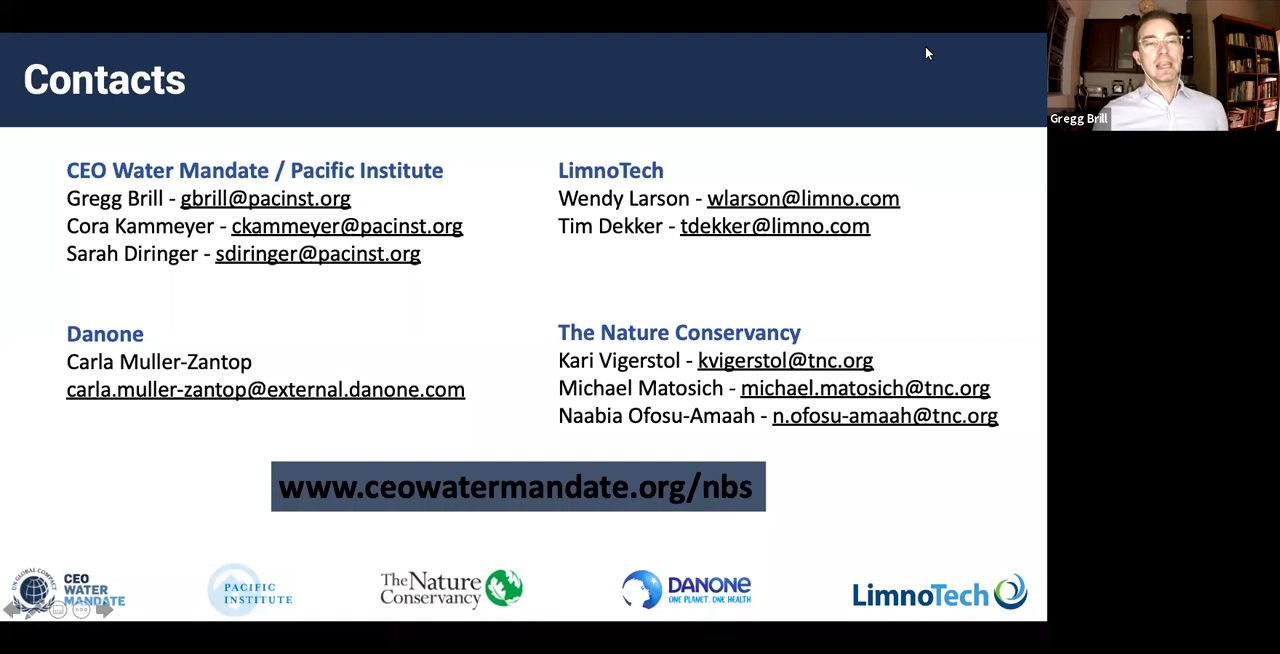 Contacts
Gregg Brill
CEO Water Mandate / Pacific Institute
Gregg Brill - gbrill@pacinst.org
Cora Kammeyer - ckammeyer@pacinst.org
Sarah Diringer - sdiringer@pacinst.org
LimnoTech
Wendy Larson - wlarson@limno.com
Tim Dekker - tdekker@limno.com
Danone
Carla Muller-Zantop
carla.muller-zantop@external.danone.com
The Nature Conservancy
Kari Vigerstol - kvigerstol@tnc.org
Michael Matosich - michael.matosich@tnc.org
Naabia Ofosu-Amaah - n.ofosu-amaah@tnc.org
www.ceowatermandate.org/nbs
UN GLOBAL COMPACT
CEO
WATER
MANDATE
PACIFIC
INSTITUTE
The Nature
Conservancy
DANONE
ONE PLANET. ONE HEALTH
LimnoTech